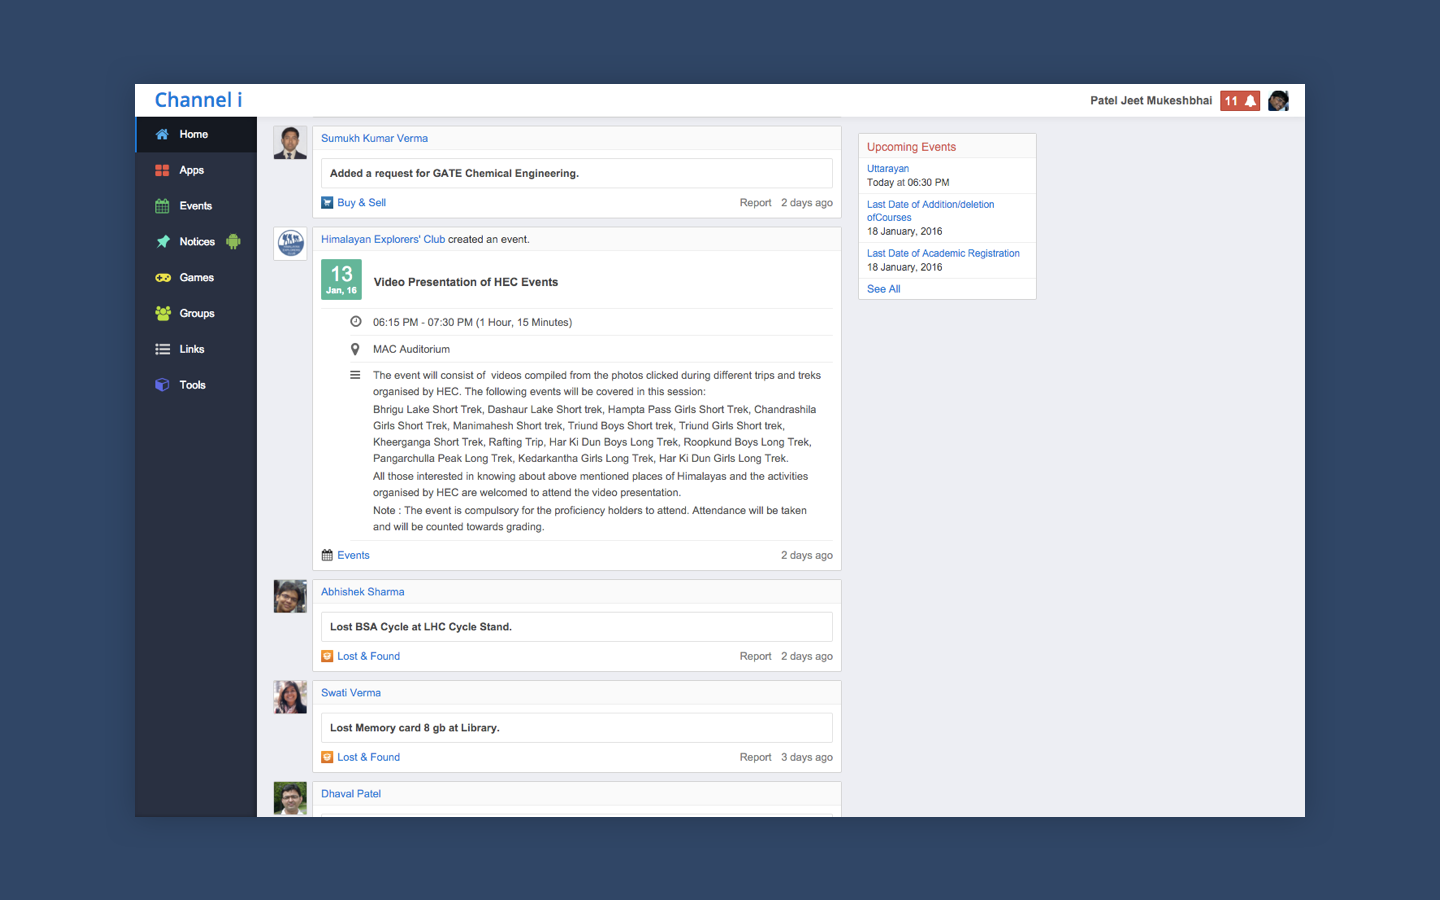 Channel i
Patel Jeet Mukeshbhai
11
Home
Apps
Events
Notices
Games
Groups
Links
Tools
Sumukh Kumar Verma
Added a request for GATE Chemical Engineering.
Buy & Sell
Report 2 days ago
Himalayan Explorers' Club created an event.
13
Jan, 16
Video Presentation of HEC Events
06:15 PM - 07:30 PM (1 Hour, 15 Minutes)
MAC Auditorium
The event will consist of videos compiled from the photos clicked during different trips and treks
organised by HEC. The following events will be covered in this session:
Bhrigu Lake Short Trek, Dashaur Lake Short trek, Hampta Pass Girls Short Trek, Chandrashila
Girls Short Trek, Manimahesh Short trek, Triund Boys Short trek, Triund Girls Short trek,
Kheerganga Short Trek, Rafting Trip, Har Ki Dun Boys Long Trek, Roopkund Boys Long Trek,
Pangarchulla Peak Long Trek, Kedarkantha Girls Long Trek, Har Ki Dun Girls Long Trek.
All those interested in knowing about above mentioned places of Himalayas and the activities
organised by HEC are welcomed to attend the video presentation.
Note : The event is compulsory for the proficiency holders to attend. Attendance will be taken
and will be counted towards grading.
Events
2 days ago
Abhishek Sharma
Lost BSA Cycle at LHC Cycle Stand.
Lost & Found
Report 2 days ago
Swati Verma
Lost Memory card 8 gb at Library.
Lost & Found
Report 3 days ago
Dhaval Patel
Upcoming Events
Uttarayan
Today at 06:30 PM
Last Date of Addition/deletion
ofCourses
18 January, 2016
Last Date of Academic Registration
18 January, 2016
See All